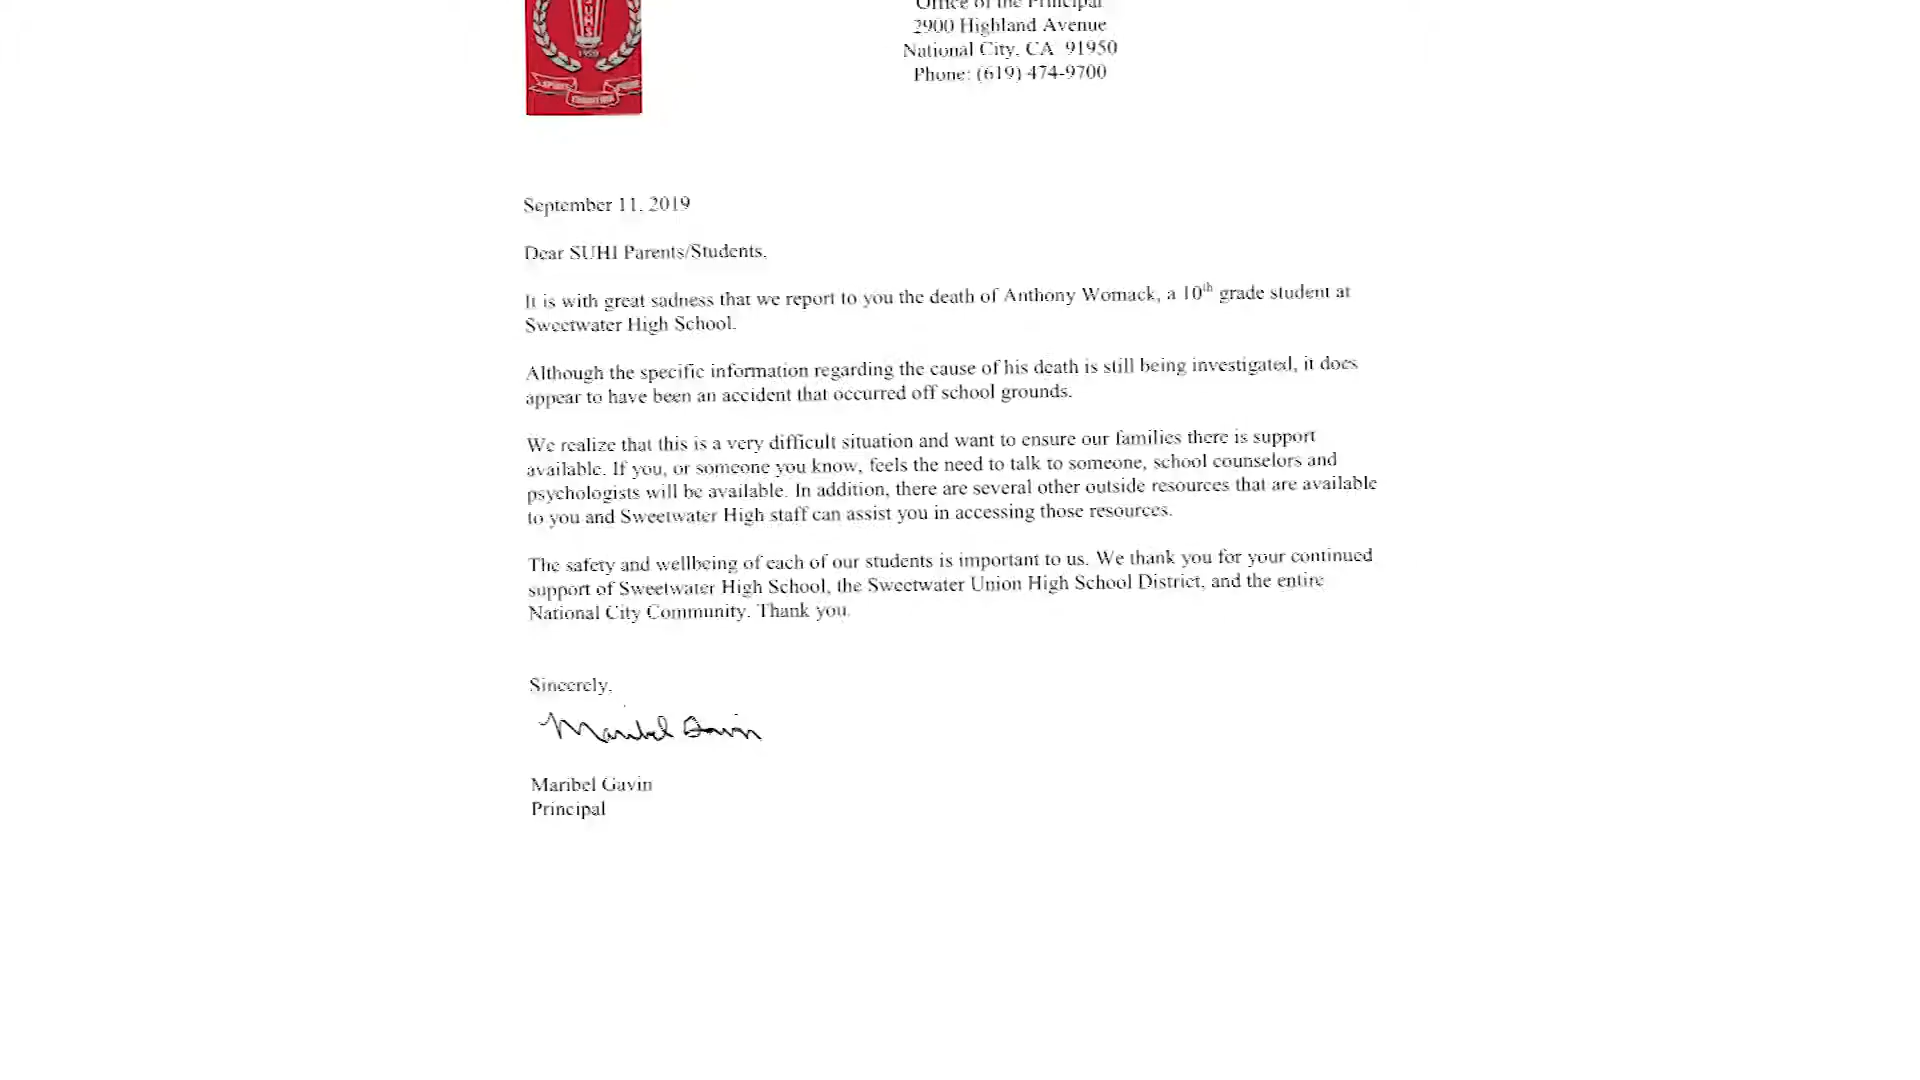 SUHS
1920
Office of the Principal
2900 Highland Avenue
National City, CA 91950
Phone: (619) 474-9700
September 11, 2019
Dear SUHI Parents/Students,
It is with great sadness that we report to you the death of Anthony Womack, a 10th grade student at
Sweetwater High School.
Although the specific information regarding the cause of his death is still being investigated, it does
appear to have been an accident that occurred off school grounds.
We realize that this is a very difficult situation and want to ensure our families there is support
available. If you, or someone you know, feels the need to talk to someone, school counselors and
psychologists will be available. In addition, there are several other outside resources that are available
to you and Sweetwater High staff can assist you in accessing those resources.
The safety and wellbeing of each of our students is important to us. We thank you for your continued
support of Sweetwater High School, the Sweetwater Union High School District, and the entire
National City Community. Thank you.
Sincerely,
Maribel Gavin
Maribel Gavin
Principal